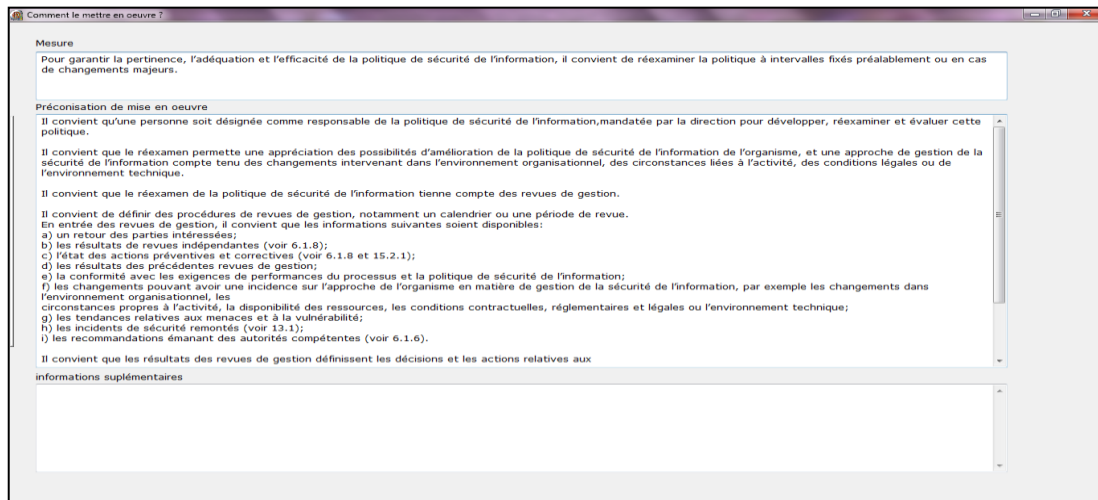 Comment le mettre en oeuvre ?
Mesure
Pour garantir la pertinence, l'adéquation et l'efficacité de la politique de sécurité de l'information, il convient de réexaminer la politique à intervalles fixés préalablement ou en cas
de changements majeurs.
Préconisation de mise en oeuvre
Il convient qu'une personne soit désignée comme responsable de la politique de sécurité de l'information,mandatée par la direction pour développer, réexaminer et évaluer cette
politique.
Il convient que le réexamen permette une appréciation des possibilités d'amélioration de la politique de sécurité de l'information de l'organisme, et une approche de gestion de la
sécurité de l'information compte tenu des changements intervenant dans l'environnement organisationnel, des circonstances liées à l'activité, des conditions légales ou de
l'environnement technique.
Il convient que le réexamen de la politique de sécurité de l'information tienne compte des revues de gestion.
Il convient de définir des procédures de revues de gestion, notamment un calendrier ou une période de revue.
En entrée des revues de gestion, il convient que les informations suivantes soient disponibles:
a) un retour des parties intéressées;
b) les résultats de revues indépendantes (voir 6.1.8);
c) l'état des actions préventives et correctives (voir 6.1.8 et 15.2.1);
d) les résultats des précédentes revues de gestion;
e) la conformité avec les exigences de performances du processus et la politique de sécurité de l'information;
f) les changements pouvant avoir une incidence sur l'approche de l'organisme en matière de gestion de la sécurité de l'information, par exemple les changements dans
l'environnement organisationnel, les
circonstances propres à l'activité, la disponibilité des ressources, les conditions contractuelles, réglementaires et légales ou l'environnement technique;
g) les tendances relatives aux menaces et à la vulnérabilité;
h) les incidents de sécurité remontés (voir 13.1);
i) les recommandations émanant des autorités compétentes (voir 6.1.6).
Il convient que les résultats des revues de gestion définissent les décisions et les actions relatives aux
informations suplémentaires